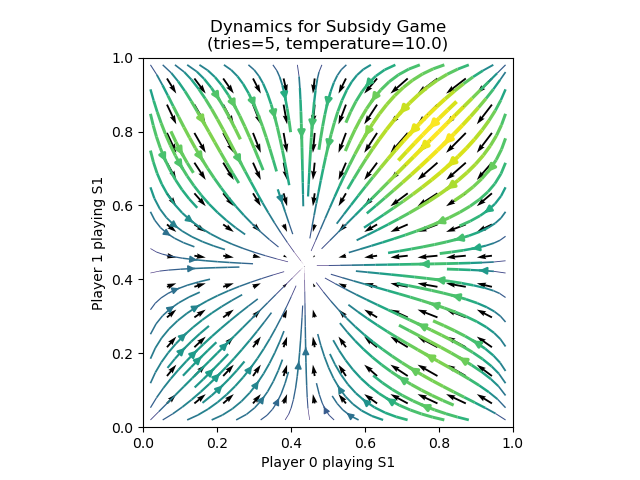 Dynamics for Subsidy Game
(tries=5, temperature=10.0)
1.0
0.8
0.6
0.4
0.2
0.0
Player 1 playing S1
0.0 0.2 0.4 0.6 0.8 1.0
Player 0 playing S1